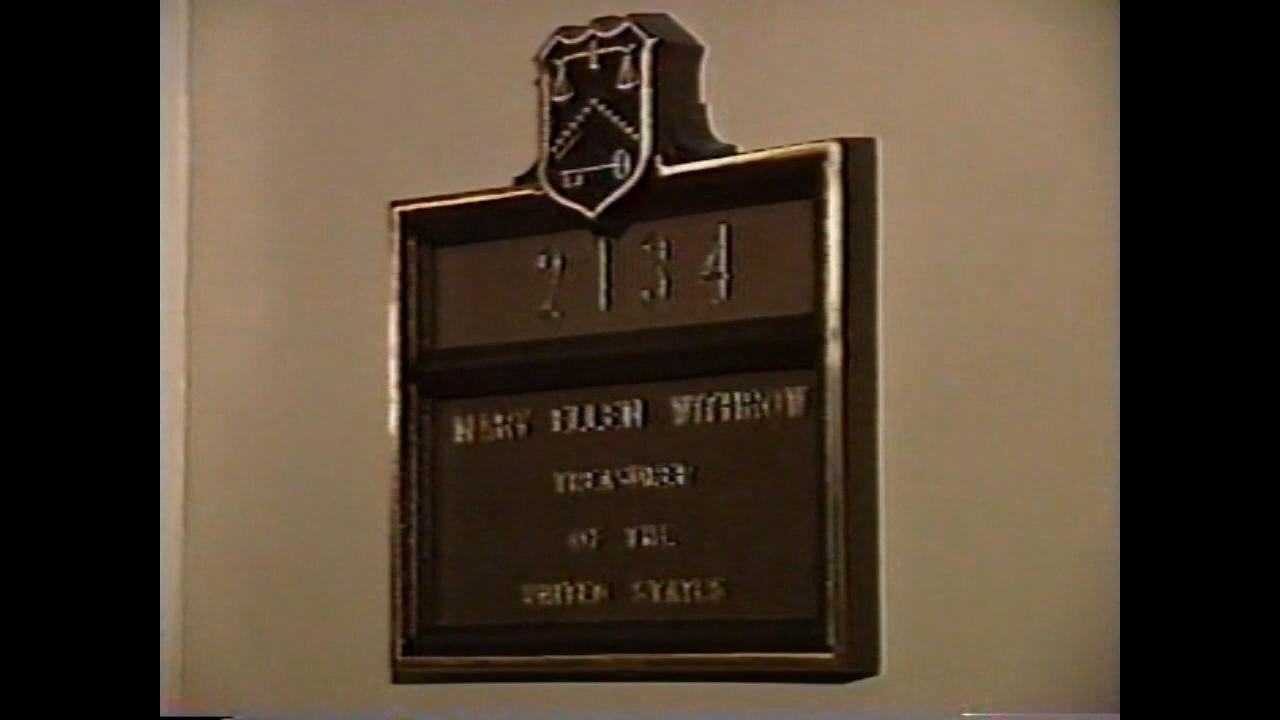 2134
MARY ELLEN WITHROW
TREASURER
OF THE
UNITED STATES